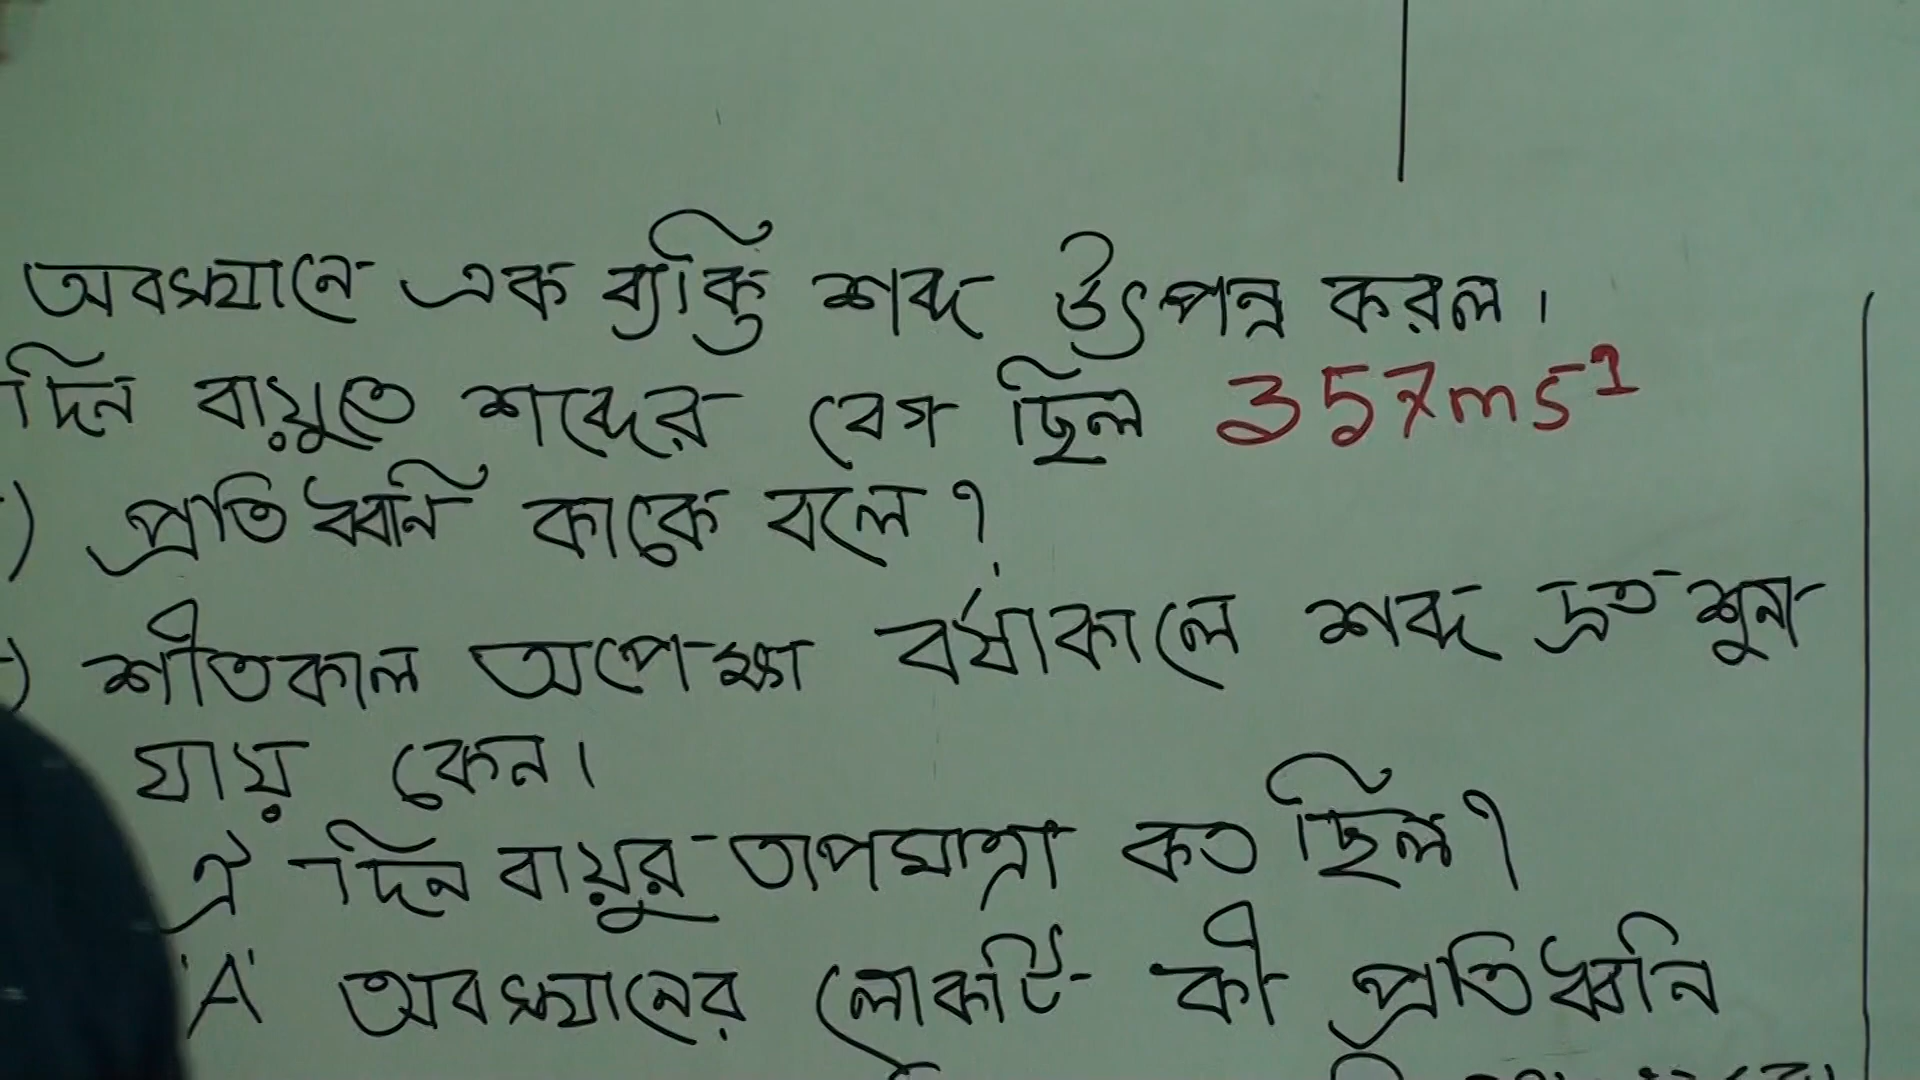 অবস্থানে এক ব্যক্তি শব্দ উৎপন্ন করল।
দিন বায়ুতে শব্দের বেগ ছিল 357ms⁻¹
) প্রতিধ্বনি কাকে বলে?
) শীতকাল অপেক্ষা বর্ষাকালে শব্দ দ্রুত শুনা
যায় কেন।
ঐ দিন বায়ুর তাপমাত্রা কত ছিল?
'A' অবস্থানের লোকটি কী প্রতিধ্বনি